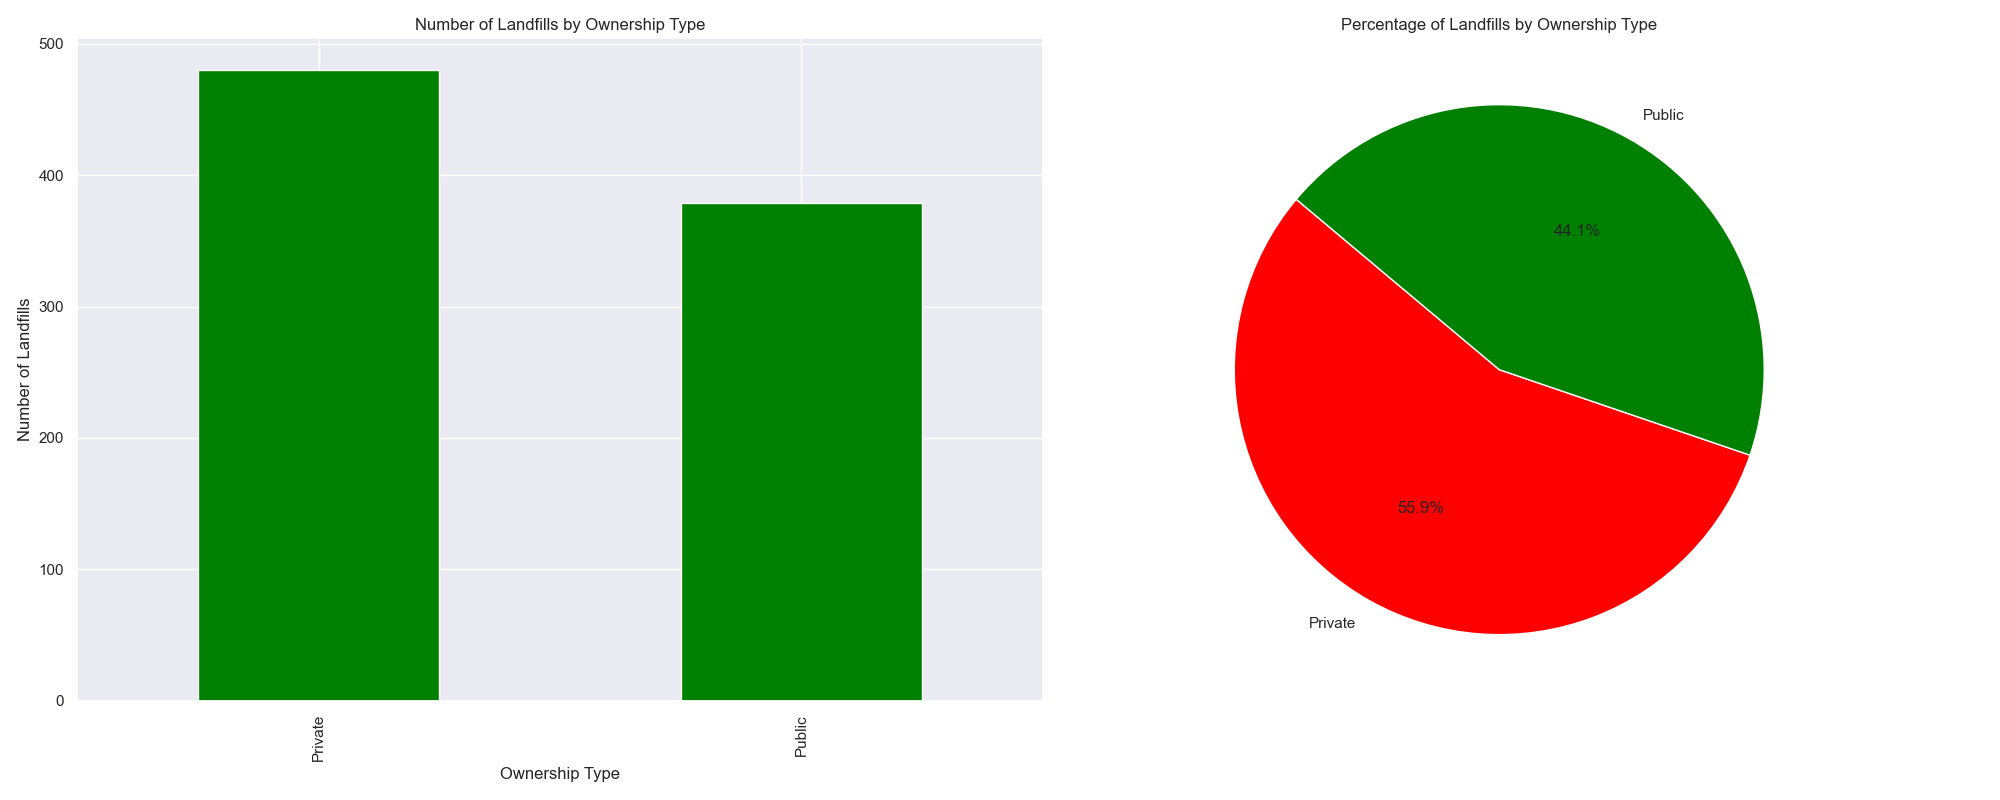 Number of Landfills by Ownership Type
500
400
300
200
100
0
Number of Landfills
Private
Public
Ownership Type
Percentage of Landfills by Ownership Type
Public
44.1%
55.9%
Private